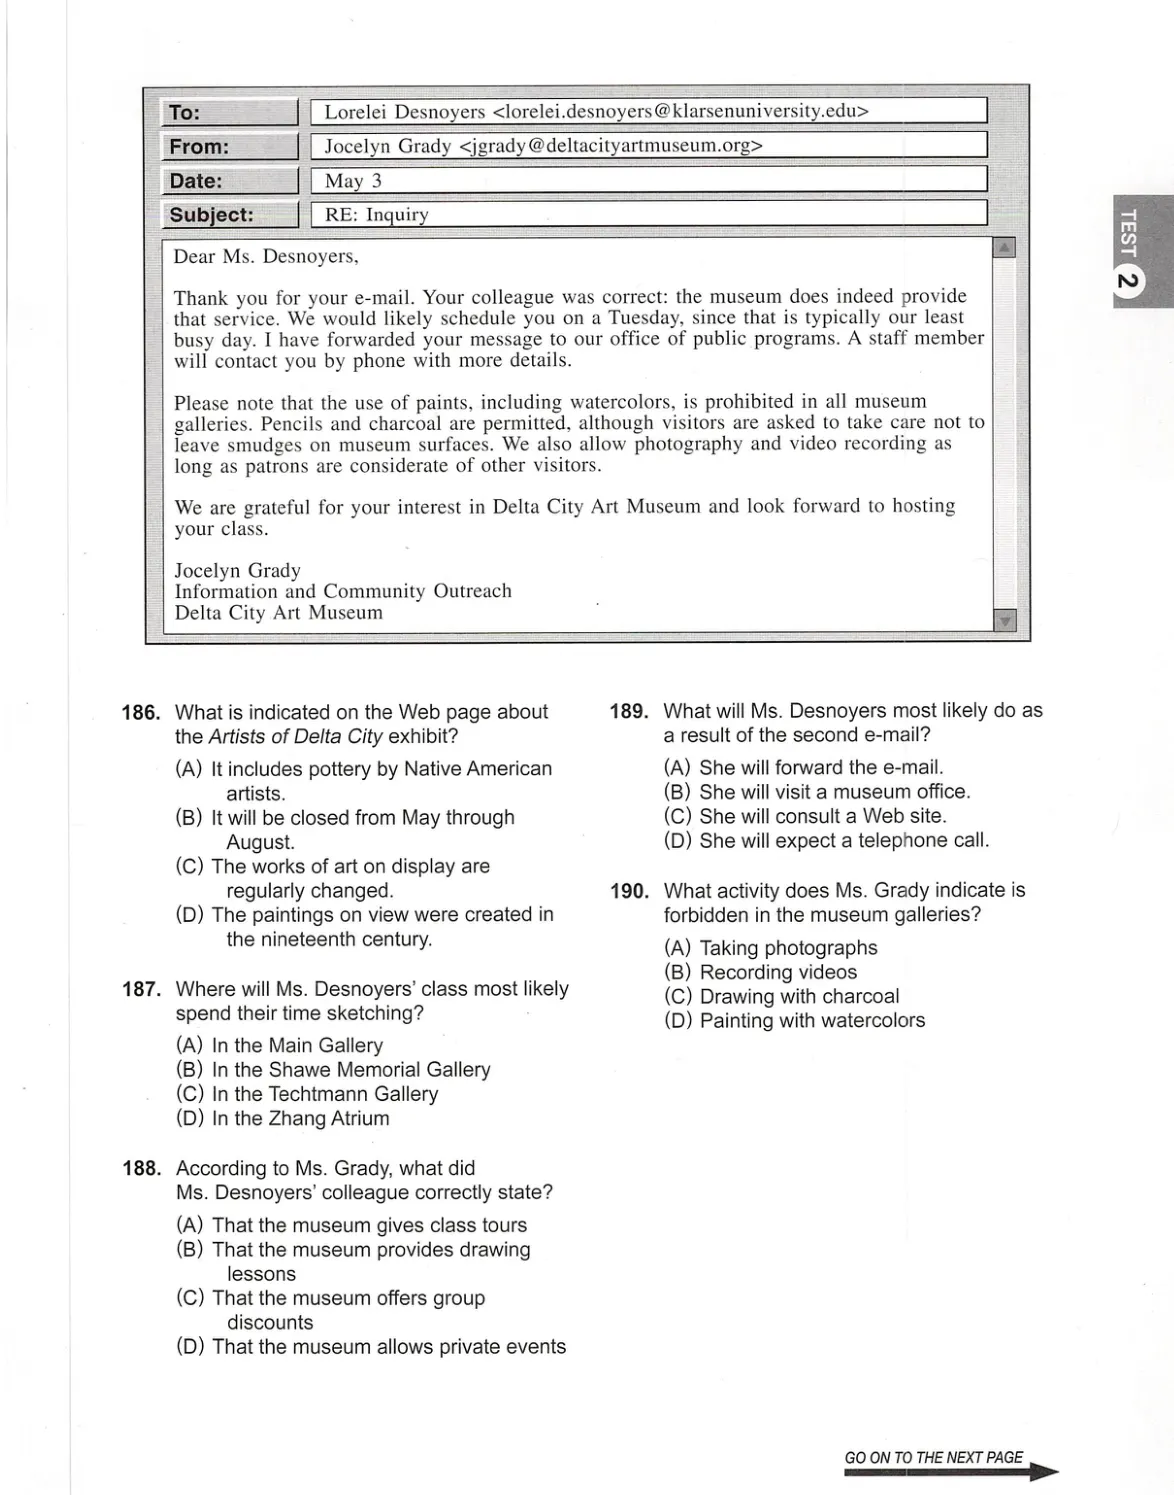 To:
Lorelei Desnoyers <lorelei.desnoyers@klarsenuniversity.edu>
From:
Jocelyn Grady <jgrady@deltacityartmuseum.org>
Date:
May 3
Subject:
RE: Inquiry
Dear Ms. Desnoyers,
Thank you for your e-mail. Your colleague was correct: the museum does indeed provide
that service. We would likely schedule you on a Tuesday, since that is typically our least
busy day. I have forwarded your message to our office of public programs. A staff member
will contact you by phone with more details.
Please note that the use of paints, including watercolors, is prohibited in all museum
galleries. Pencils and charcoal are permitted, although visitors are asked to take care not to
leave smudges on museum surfaces. We also allow photography and video recording as
long as patrons are considerate of other visitors.
We are grateful for your interest in Delta City Art Museum and look forward to hosting
your class.
Jocelyn Grady
Information and Community Outreach
Delta City Art Museum
TEST 2
186. What is indicated on the Web page about
the Artists of Delta City exhibit?
(A) It includes pottery by Native American
artists.
(B) It will be closed from May through
August.
(C) The works of art on display are
regularly changed.
(D) The paintings on view were created in
the nineteenth century.
187. Where will Ms. Desnoyers' class most likely
spend their time sketching?
(A) In the Main Gallery
(B) In the Shawe Memorial Gallery
(C) In the Techtmann Gallery
(D) In the Zhang Atrium
188. According to Ms. Grady, what did
Ms. Desnoyers' colleague correctly state?
(A) That the museum gives class tours
(B) That the museum provides drawing
lessons
(C) That the museum offers group
discounts
(D) That the museum allows private events
189. What will Ms. Desnoyers most likely do as
a result of the second e-mail?
(A) She will forward the e-mail.
(B) She will visit a museum office.
(C) She will consult a Web site.
(D) She will expect a telephone call.
190. What activity does Ms. Grady indicate is
forbidden in the museum galleries?
(A) Taking photographs
(B) Recording videos
(C) Drawing with charcoal
(D) Painting with watercolors
GO ON TO THE NEXT PAGE